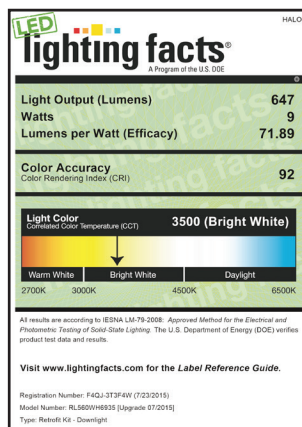 HALO
LED
lighting facts®
A Program of the U.S. DOE
Light Output (Lumens) 647
Watts 9
Lumens per Watt (Efficacy) 71.89
Color Accuracy 92
Color Rendering Index (CRI)
Light Color 3500 (Bright White)
Correlated Color Temperature (CCT)
Warm White Bright White Daylight
2700K 3000K 4500K 6500K
All results are according to IESNA LM-79-2008: Approved Method for the Electrical and
Photometric Testing of Solid-State Lighting. The U.S. Department of Energy (DOE) verifies
product test data and results.
Visit www.lightingfacts.com for the Label Reference Guide.
Registration Number: F4QJ-3T3F4W (7/23/2015)
Model Number: RL560WH6935 [Upgrade 07/2015]
Type: Retrofit Kit - Downlight